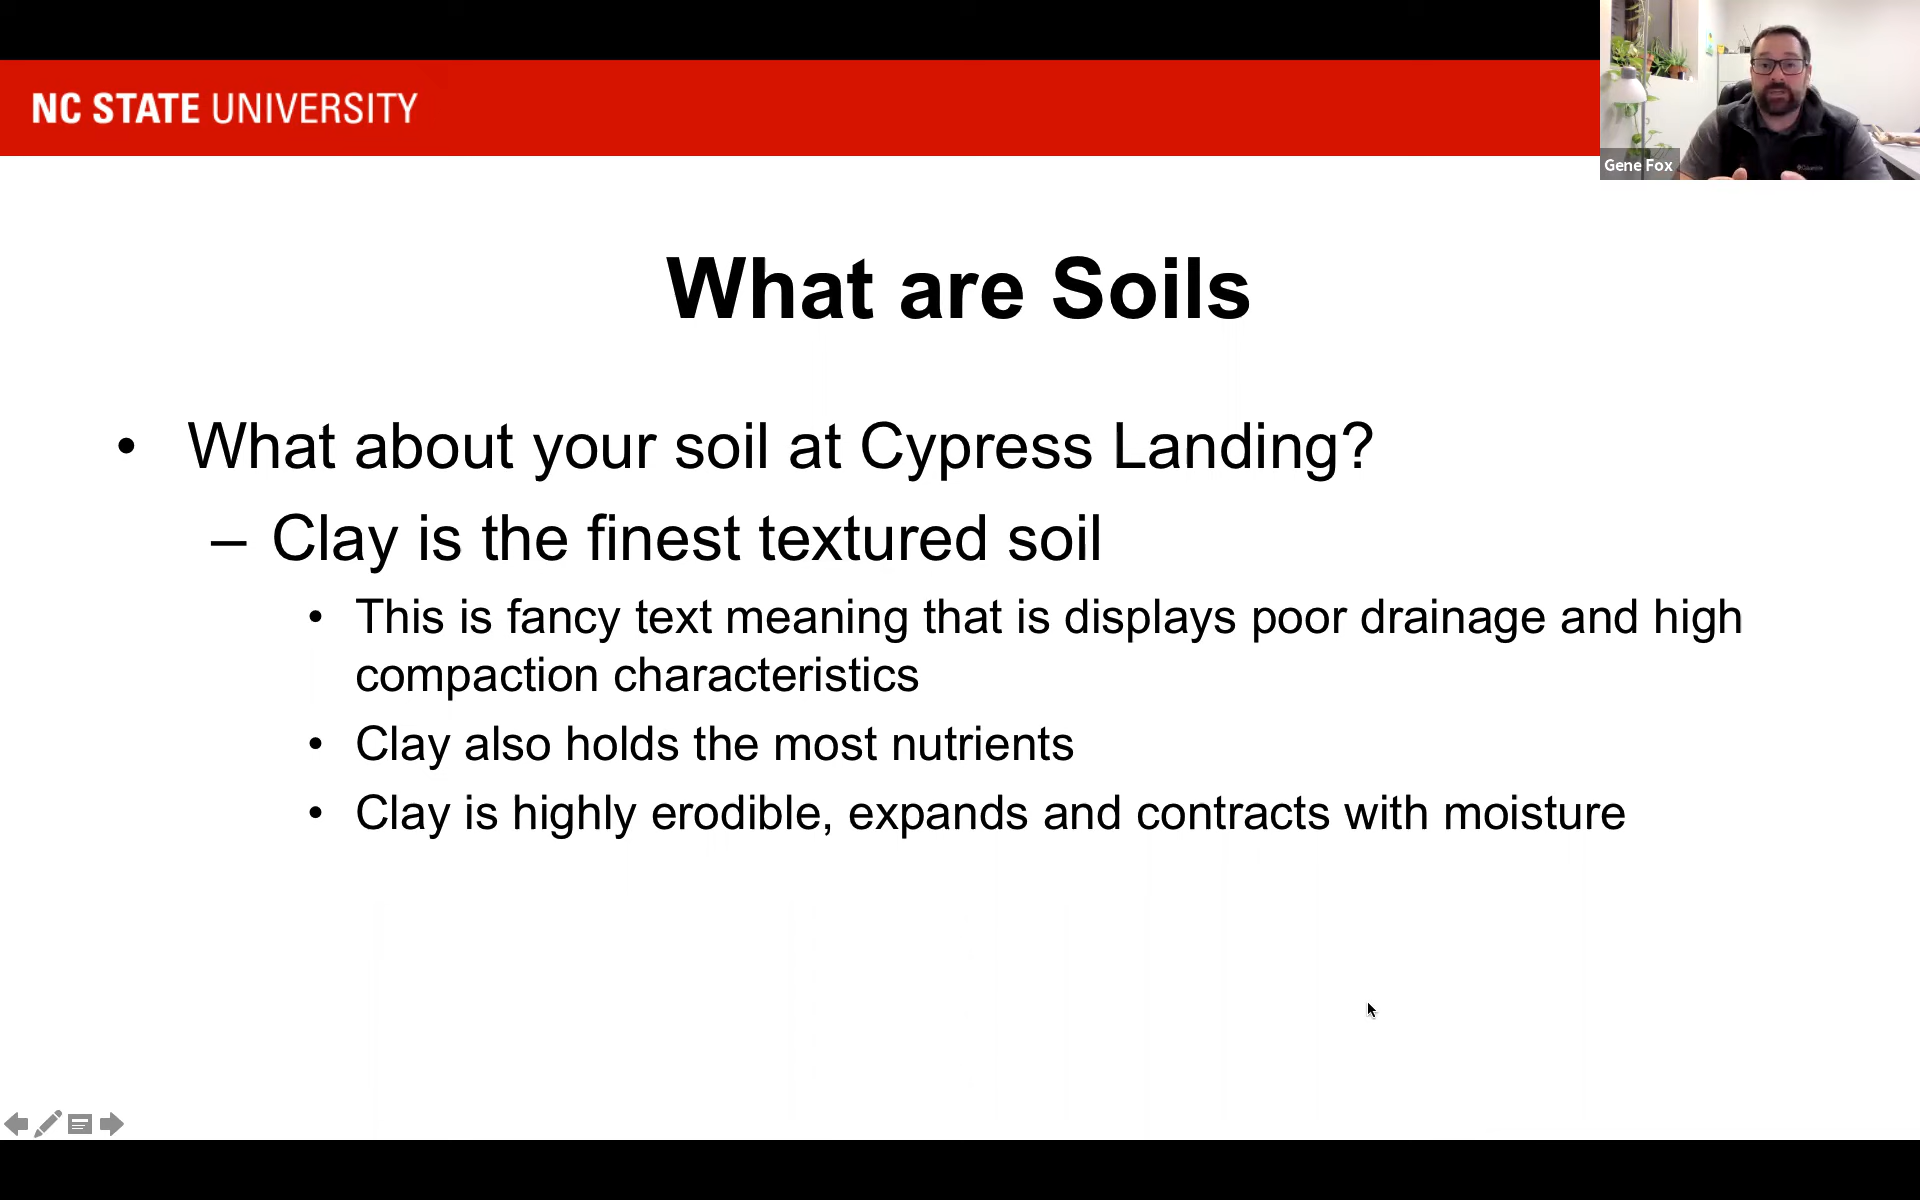 NC STATE UNIVERSITY
Gene Fox
What are Soils
• What about your soil at Cypress Landing?
– Clay is the finest textured soil
• This is fancy text meaning that is displays poor drainage and high
compaction characteristics
• Clay also holds the most nutrients
• Clay is highly erodible, expands and contracts with moisture